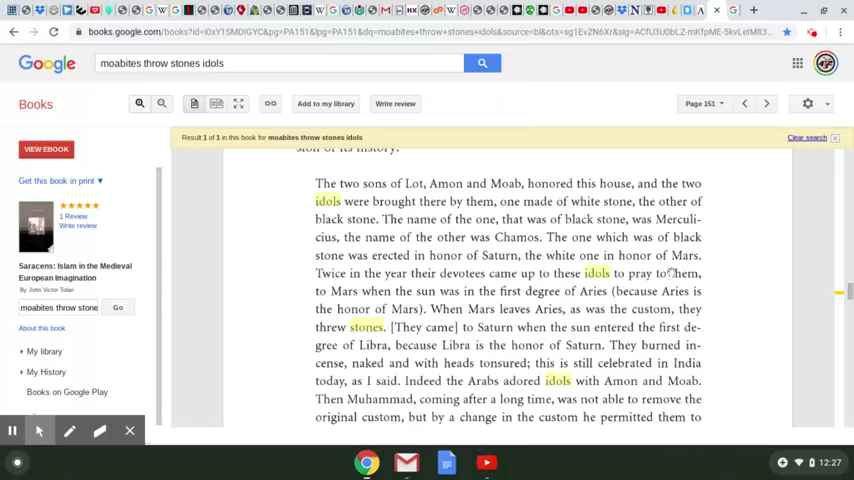 books.google.com/books?id=i0xY1SMDIGYC&pg=PA151&lpg=PA151&dq=moabites+throw+stones+idols&source=bl&ots=sg1EvZN6Xr&sig=ACfU3U0bLZ-mKfpME-5kvLeIMlt3...
Google
moabites throw stones idols
Books
Add to my library
Write review
Page 151
Result 1 of 1 in this book for moabites throw stones idols
Clear search
VIEW EBOOK
Get this book in print
1 Review
Write review
Saracens: Islam in the Medieval
European Imagination
By John Victor Tolan
moabites throw stone
Go
About this book
My library
My History
Books on Google Play
sion of its history.
The two sons of Lot, Amon and Moab, honored this house, and the two
idols were brought there by them, one made of white stone, the other of
black stone. The name of the one, that was of black stone, was Merculi-
cius, the name of the other was Chamos. The one which was of black
stone was erected in honor of Saturn, the white one in honor of Mars.
Twice in the year their devotees came up to these idols to pray to them,
to Mars when the sun was in the first degree of Aries (because Aries is
the honor of Mars). When Mars leaves Aries, as was the custom, they
threw stones. [They came] to Saturn when the sun entered the first de-
gree of Libra, because Libra is the honor of Saturn. They burned in-
cense, naked and with heads tonsured; this is still celebrated in India
today, as I said. Indeed the Arabs adored idols with Amon and Moab.
Then Muhammad, coming after a long time, was not able to remove the
original custom, but by a change in the custom he permitted them to
12:27